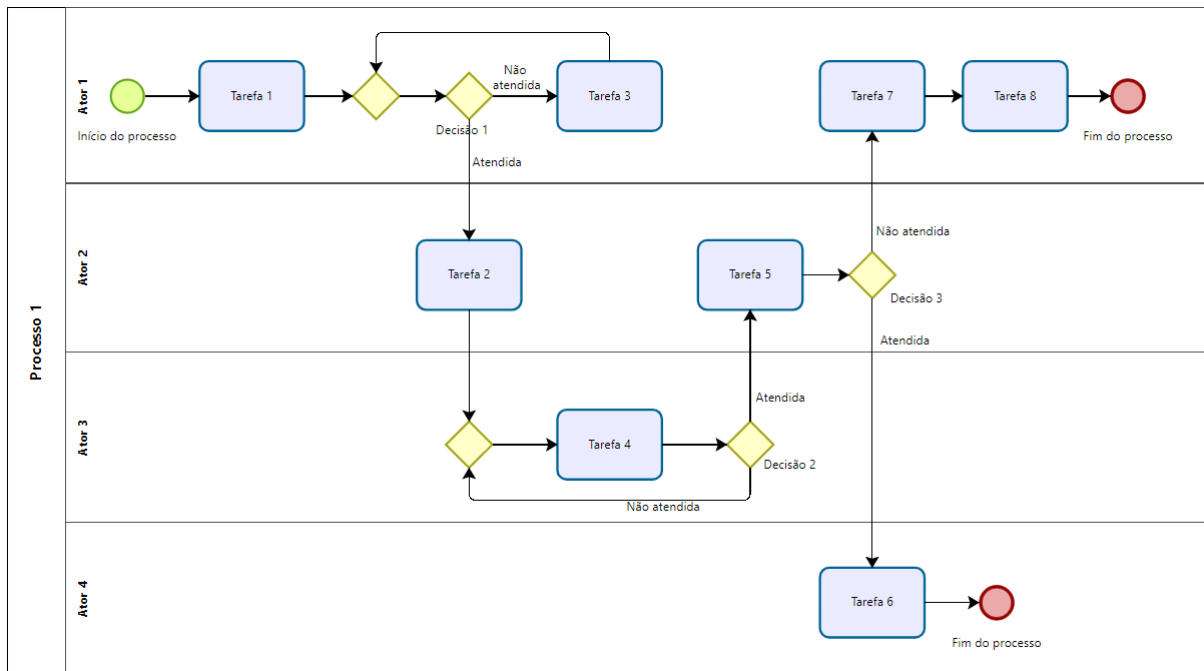 Processo 1
Ator 1
Início do processo
Tarefa 1
Decisão 1
Não
atendida
Atendida
Tarefa 3
Tarefa 7
Tarefa 8
Fim do processo
Ator 2
Tarefa 2
Tarefa 5
Não atendida
Decisão 3
Atendida
Ator 3
Tarefa 4
Atendida
Decisão 2
Não atendida
Ator 4
Tarefa 6
Fim do processo